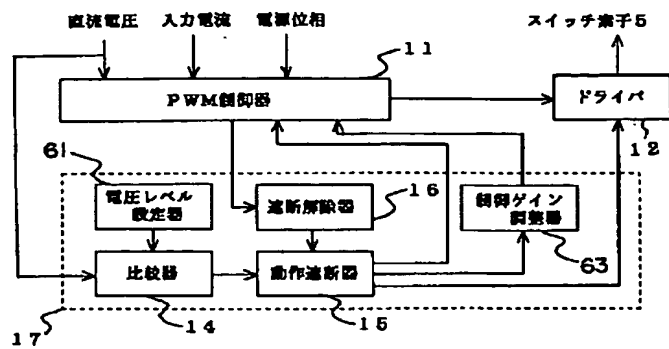 直流電圧 入力電流 電源位相 スイッチ素子5
11
PWM制御器
ドライバ
12
61
電圧レベル
設定器
遮断解除器
16
制御ゲイン
調整器
63
比較器
動作遮断器
17
14
15